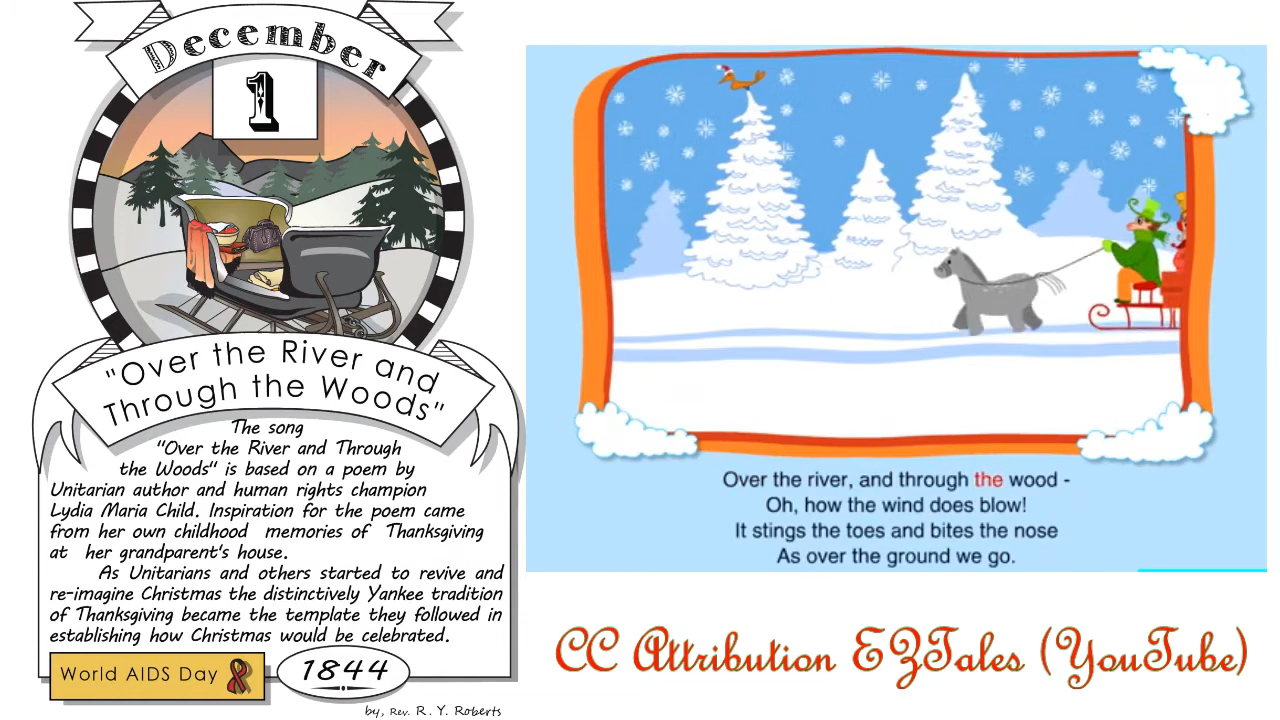 December
1
"Over the River and
Through the Woods"
The song
"Over the River and Through
the Woods" is based on a poem by
Unitarian author and human rights champion
Lydia Maria Child. Inspiration for the poem came
from her own childhood memories of Thanksgiving
at her grandparent's house.
As Unitarians and others started to revive and
re-imagine Christmas the distinctively Yankee tradition
of Thanksgiving became the template they followed in
establishing how Christmas would be celebrated.
World AIDS Day
1844
by, Rev. R. Y. Roberts
Over the river, and through the wood -
Oh, how the wind does blow!
It stings the toes and bites the nose
As over the ground we go.
CC Attribution EZTales (YouTube)